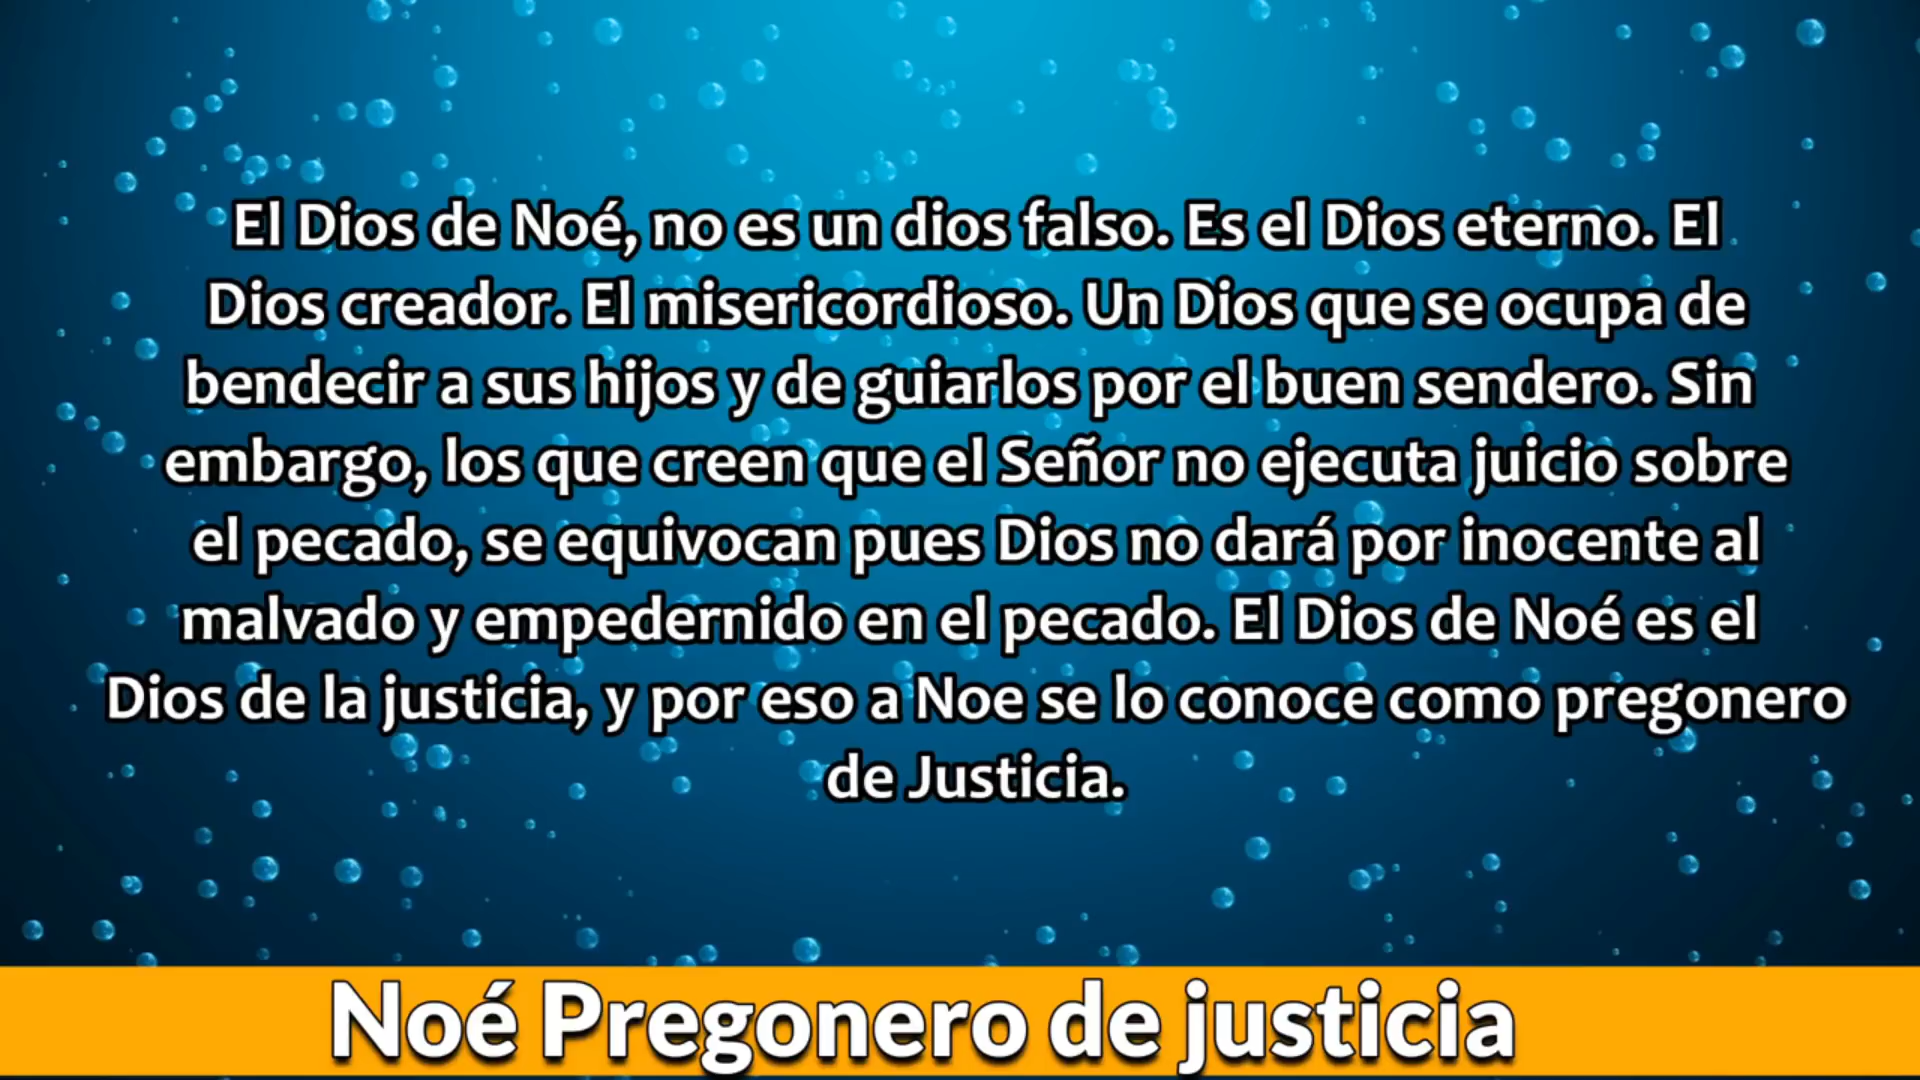 El Dios de Noé, no es un dios falso. Es el Dios eterno. El
Dios creador. El misericordioso. Un Dios que se ocupa de
bendecir a sus hijos y de guiarlos por el buen sendero. Sin
embargo, los que creen que el Señor no ejecuta juicio sobre
el pecado, se equivocan pues Dios no dará por inocente al
malvado y empedernido en el pecado. El Dios de Noé es el
Dios de la justicia, y por eso a Noe se lo conoce como pregonero
de Justicia.
Noé Pregonero de justicia